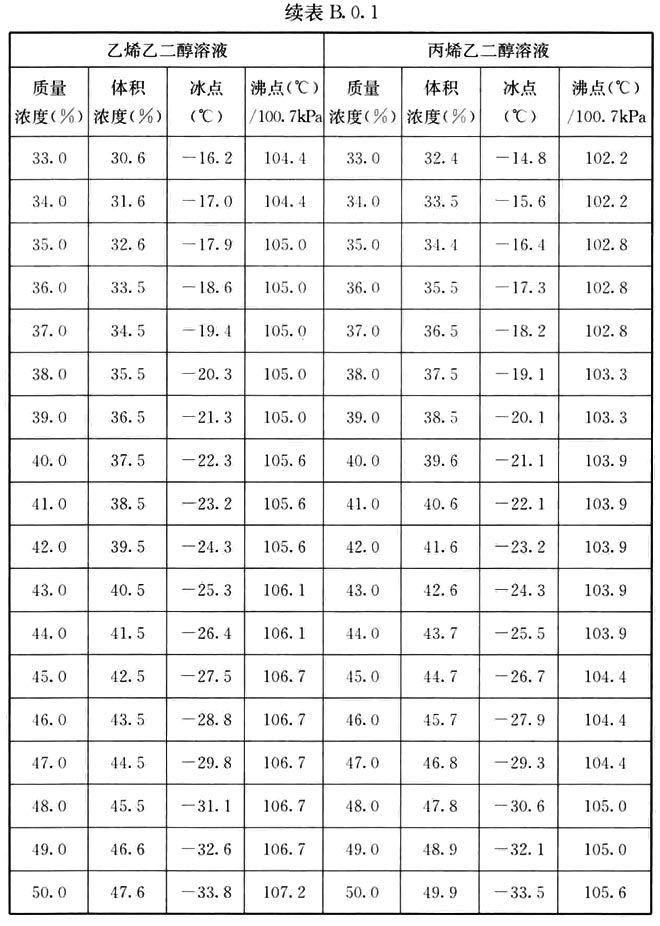 续表 B.0.1
乙烯乙二醇溶液 丙烯乙二醇溶液
质量 体积 冰点 沸点(℃) 质量 体积 冰点 沸点(℃)
浓度(%) 浓度(%) (℃) /100.7kPa 浓度(%) 浓度(%) (℃) /100.7kPa
33.0 30.6 －16.2 104.4 33.0 32.4 －14.8 102.2
34.0 31.6 －17.0 104.4 34.0 33.5 －15.6 102.2
35.0 32.6 －17.9 105.0 35.0 34.4 －16.4 102.8
36.0 33.5 －18.6 105.0 36.0 35.5 －17.3 102.8
37.0 34.5 －19.4 105.0 37.0 36.5 －18.2 102.8
38.0 35.5 －20.3 105.0 38.0 37.5 －19.1 103.3
39.0 36.5 －21.3 105.0 39.0 38.5 －20.1 103.3
40.0 37.5 －22.3 105.6 40.0 39.6 －21.1 103.9
41.0 38.5 －23.2 105.6 41.0 40.6 －22.1 103.9
42.0 39.5 －24.3 105.6 42.0 41.6 －23.2 103.9
43.0 40.5 －25.3 106.1 43.0 42.6 －24.3 103.9
44.0 41.5 －26.4 106.1 44.0 43.7 －25.5 103.9
45.0 42.5 －27.5 106.7 45.0 44.7 －26.7 104.4
46.0 43.5 －28.8 106.7 46.0 45.7 －27.9 104.4
47.0 44.5 －29.8 106.7 47.0 46.8 －29.3 104.4
48.0 45.5 －31.1 106.7 48.0 47.8 －30.6 105.0
49.0 46.6 －32.6 106.7 49.0 48.9 －32.1 105.0
50.0 47.6 －33.8 107.2 50.0 49.9 －33.5 105.6